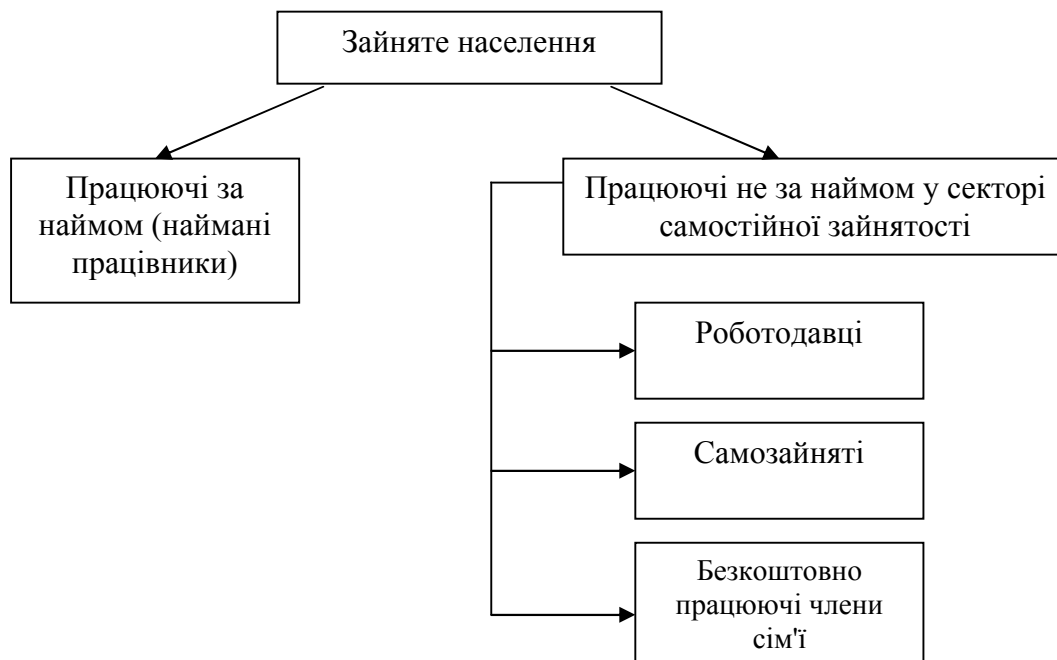 Зайняте населення
Працюючі за
наймом (наймані
працівники)
Працюючі не за наймом у секторі
самостійної зайнятості
Роботодавці
Самозайняті
Безкоштовно
працюючі члени
сім'ї